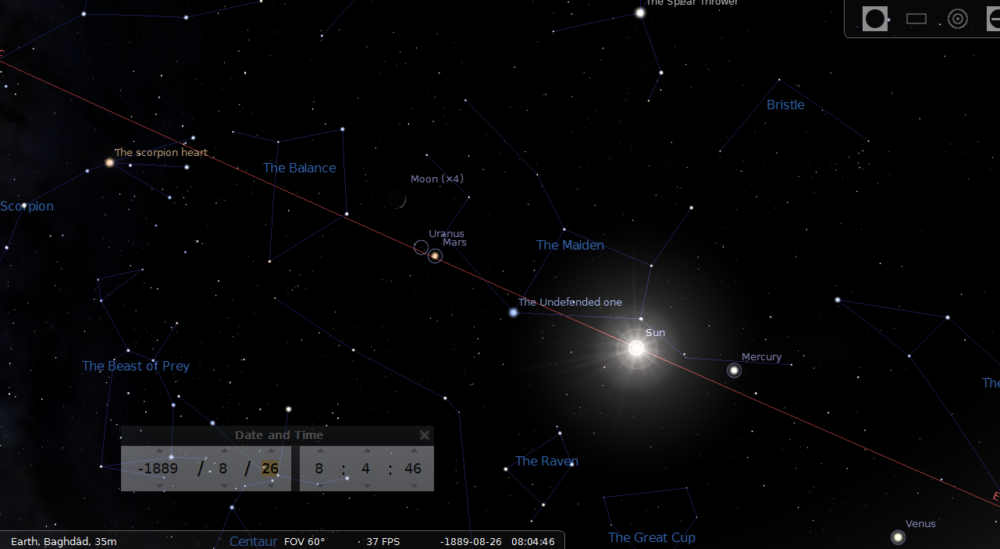 The Spear Thrower
Bristle
The scorpion heart
The Balance
Moon (×4)
Scorpion
Uranus
Mars
The Maiden
The Undefended one
Sun
Mercury
The Beast of Prey
The
Date and Time
-1889 / 8 / 26 8 : 4 : 46
The Raven
E
Venus
The Great Cup
Centaur
Earth, Baghdâd, 35m FOV 60° 37 FPS -1889-08-26 08:04:46